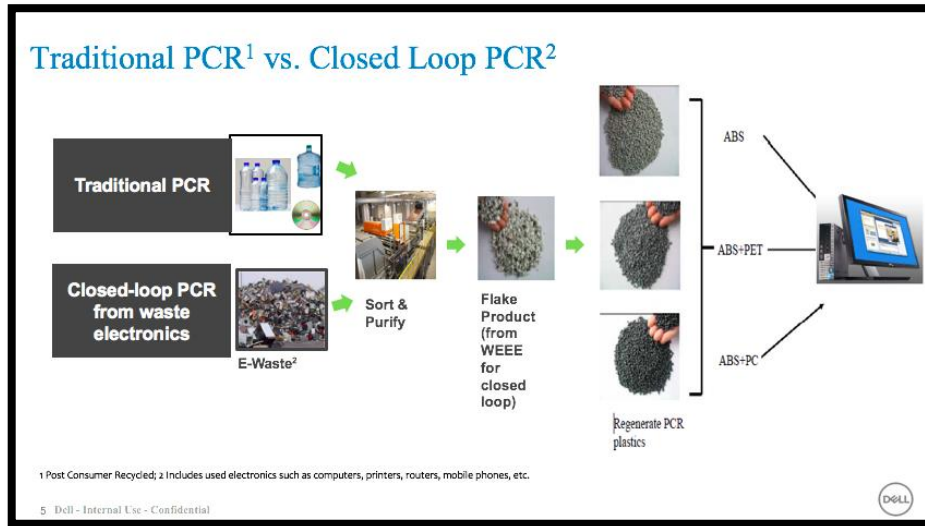 Traditional PCR¹ vs. Closed Loop PCR²
Traditional PCR
Closed-loop PCR
from waste
electronics
E-Waste²
Sort &
Purify
Flake
Product
(from
WEEE
for
closed
loop)
Regenerate PCR
plastics
ABS
ABS+PET
ABS+PC
1 Post Consumer Recycled; 2 Includes used electronics such as computers, printers, routers, mobile phones, etc.
5 Dell - Internal Use - Confidential
DELL